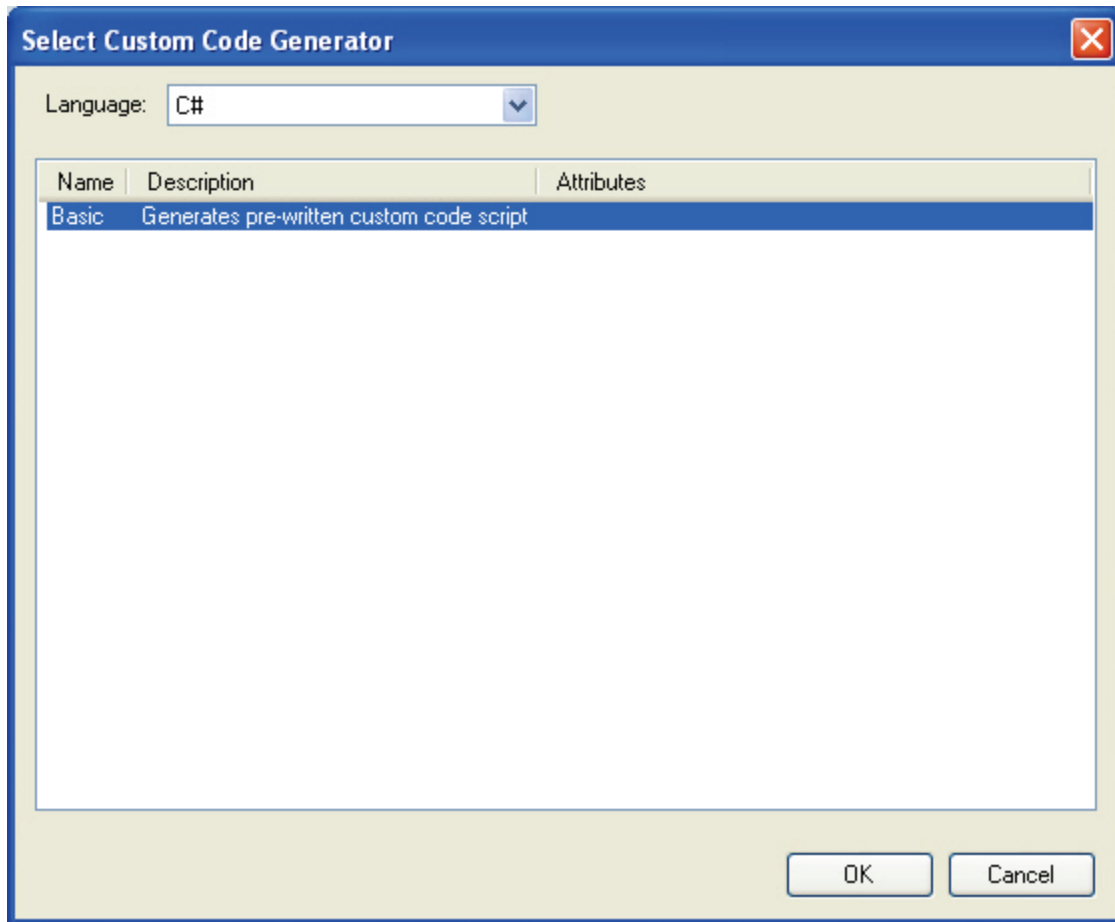 Select Custom Code Generator
Language: C#
Name Description Attributes
Basic Generates pre-written custom code script
OK Cancel